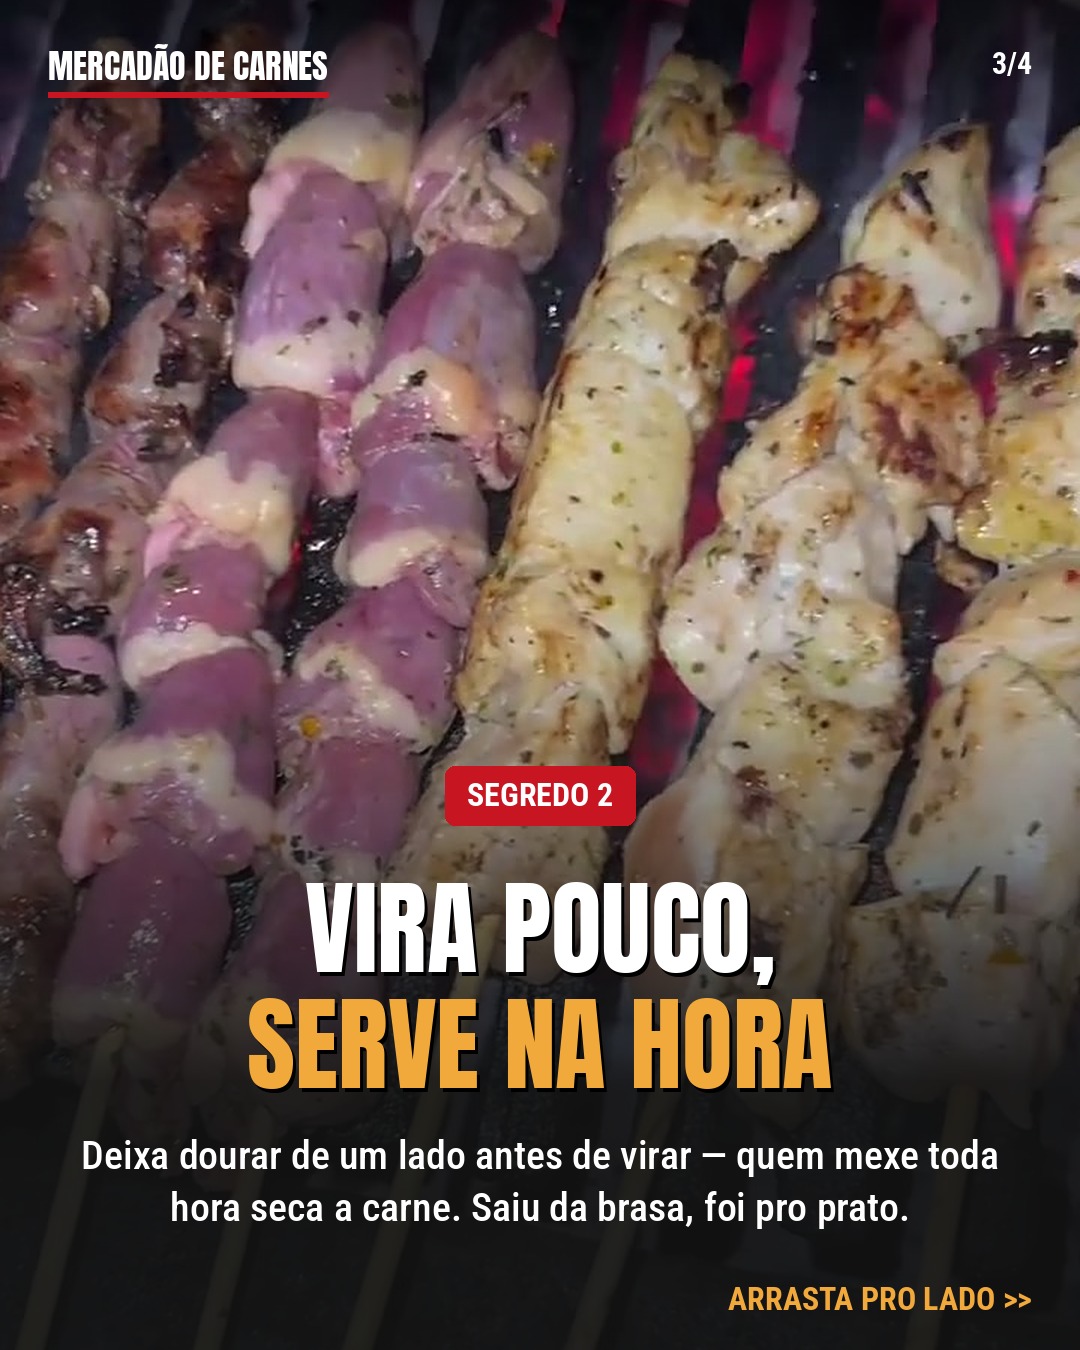 MERCADÃO DE CARNES
3/4
SEGREDO 2
VIRA POUCO,
SERVE NA HORA
Deixa dourar de um lado antes de virar — quem mexe toda
hora seca a carne. Saiu da brasa, foi pro prato.
ARRASTA PRO LADO >>